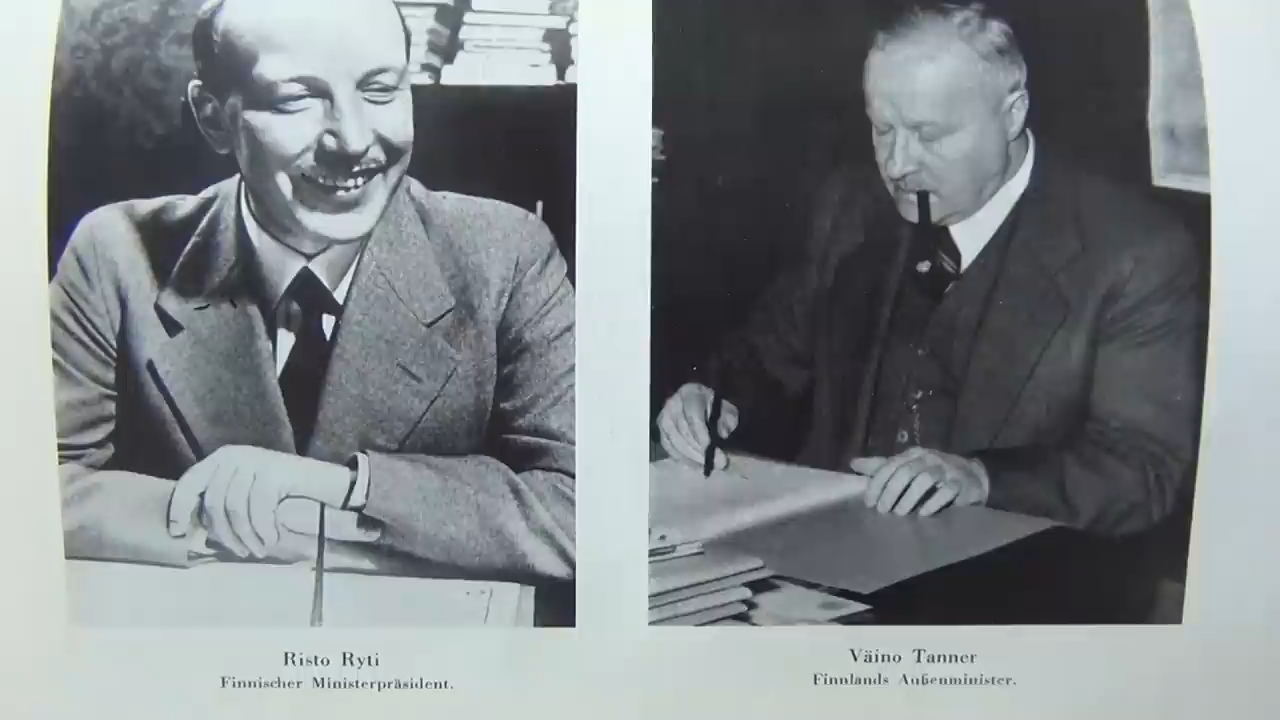 Risto Ryti
Finnischer Ministerpräsident.
Väino Tanner
Finnlands Außenminister.